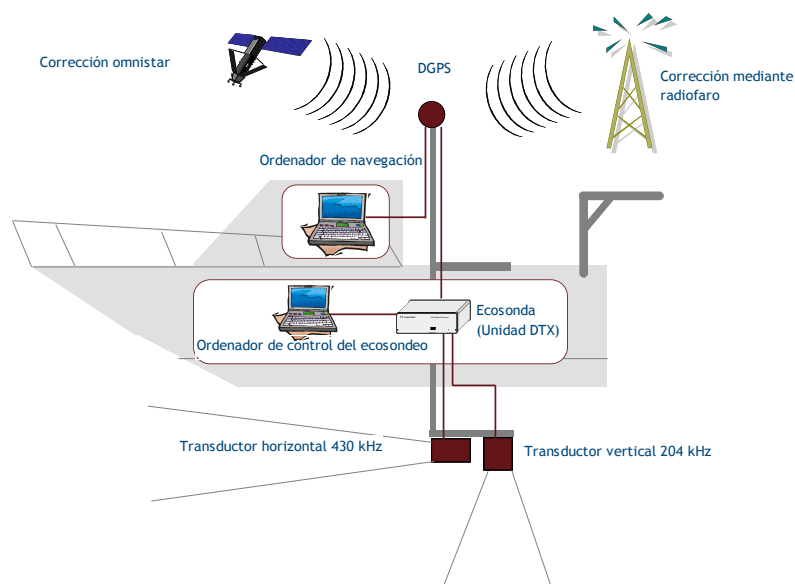 Corrección omnistar
DGPS
Corrección mediante
radiofaro
Ordenador de navegación
Ecosonda
(Unidad DTX)
Ordenador de control del ecosondeo
Transductor horizontal 430 kHz
Transductor vertical 204 kHz